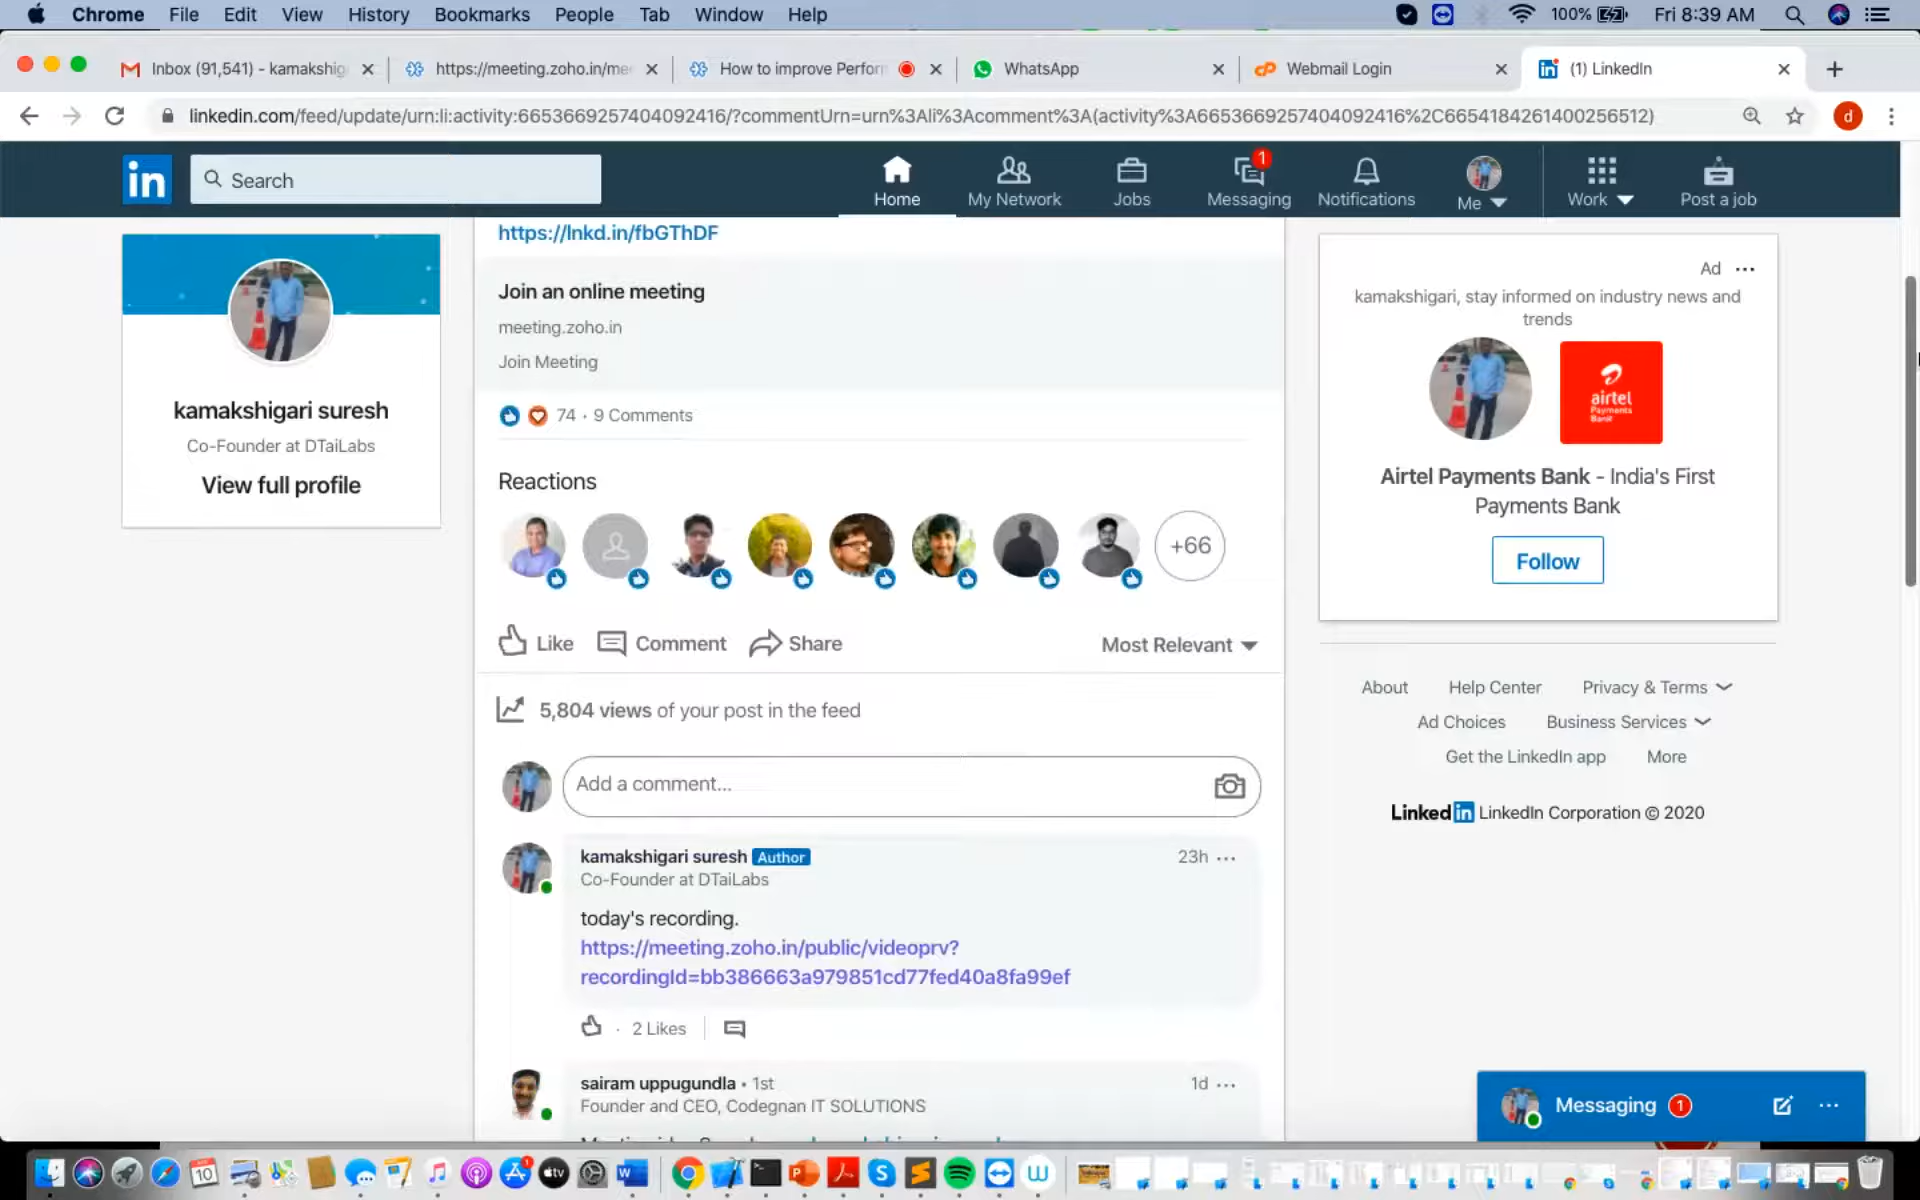 Chrome File Edit View History Bookmarks People Tab Window Help 100% Fri 8:39 AM
Inbox (91,541) - kamakshig
https://meeting.zoho.in/me
How to improve Perforr
WhatsApp
Webmail Login
(1) LinkedIn
linkedin.com/feed/update/urn:li:activity:6653669257404092416/?commentUrn=urn%3Ali%3Acomment%3A(activity%3A6653669257404092416%2C6654184261400256512)
d
in
Search
Home
My Network
Jobs
1
Messaging
Notifications
Me
Work
Post a job
kamakshigari suresh
Co-Founder at DTaiLabs
View full profile
https://lnkd.in/fbGThDF
Join an online meeting
meeting.zoho.in
Join Meeting
74 · 9 Comments
Reactions
+66
Like Comment Share Most Relevant
5,804 views of your post in the feed
Add a comment...
kamakshigari suresh Author 23h
Co-Founder at DTaiLabs
today's recording.
https://meeting.zoho.in/public/videoprv?
recordingId=bb386663a979851cd77fed40a8fa99ef
· 2 Likes
sairam uppugundla • 1st 1d
Founder and CEO, Codegnan IT SOLUTIONS
Ad
kamakshigari, stay informed on industry news and
trends
airtel
Payments
Bank
Airtel Payments Bank - India's First
Payments Bank
Follow
About Help Center Privacy & Terms
Ad Choices Business Services
Get the LinkedIn app More
LinkedIn LinkedIn Corporation © 2020
Messaging 1
10
tv
W
P
S